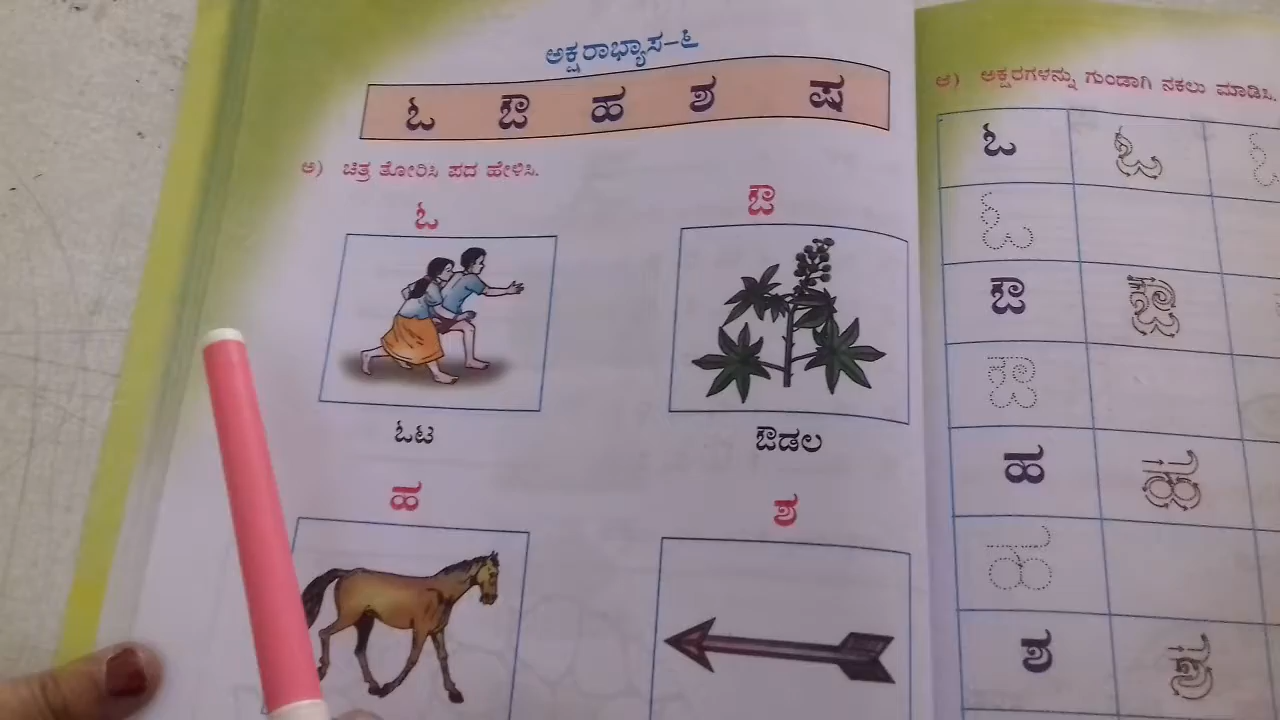 ಅಕ್ಷರಾಭ್ಯಾಸ-೬
ಓ ಔ ಹ ಶ ಷ
ಅ) ಚಿತ್ರ ತೋರಿಸಿ ಪದ ಹೇಳಿಸಿ.
ಓ ಔ
ಓಟ ಔಡಲ
ಹ ಶ
ಆ) ಅಕ್ಷರಗಳನ್ನು ಗುಂಡಾಗಿ ನಕಲು ಮಾಡಿಸಿ.
ಓ ಓ ಓ
ಓ
ಔ ಔ
ಔ
ಹ ಹ
ಹ
ಶ ಶ